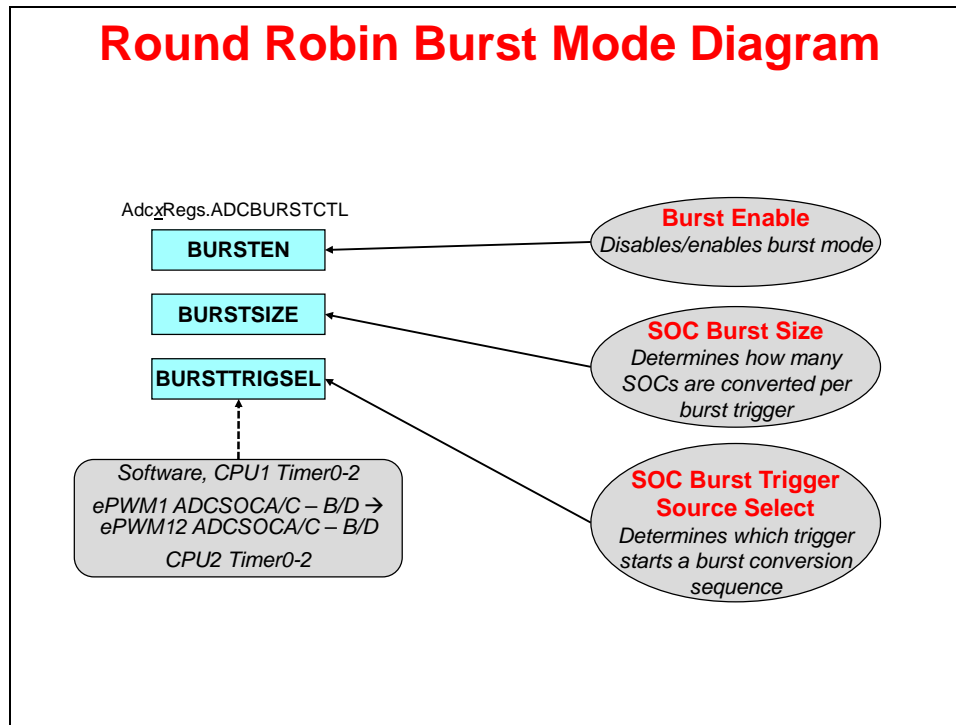 Round Robin Burst Mode Diagram
AdcxRegs.ADCBURSTCTL
BURSTEN
BURSTSIZE
BURSTTRIGSEL
Software, CPU1 Timer0-2
ePWM1 ADCSOCA/C – B/D →
ePWM12 ADCSOCA/C – B/D
CPU2 Timer0-2
Burst Enable
Disables/enables burst mode
SOC Burst Size
Determines how many
SOCs are converted per
burst trigger
SOC Burst Trigger
Source Select
Determines which trigger
starts a burst conversion
sequence